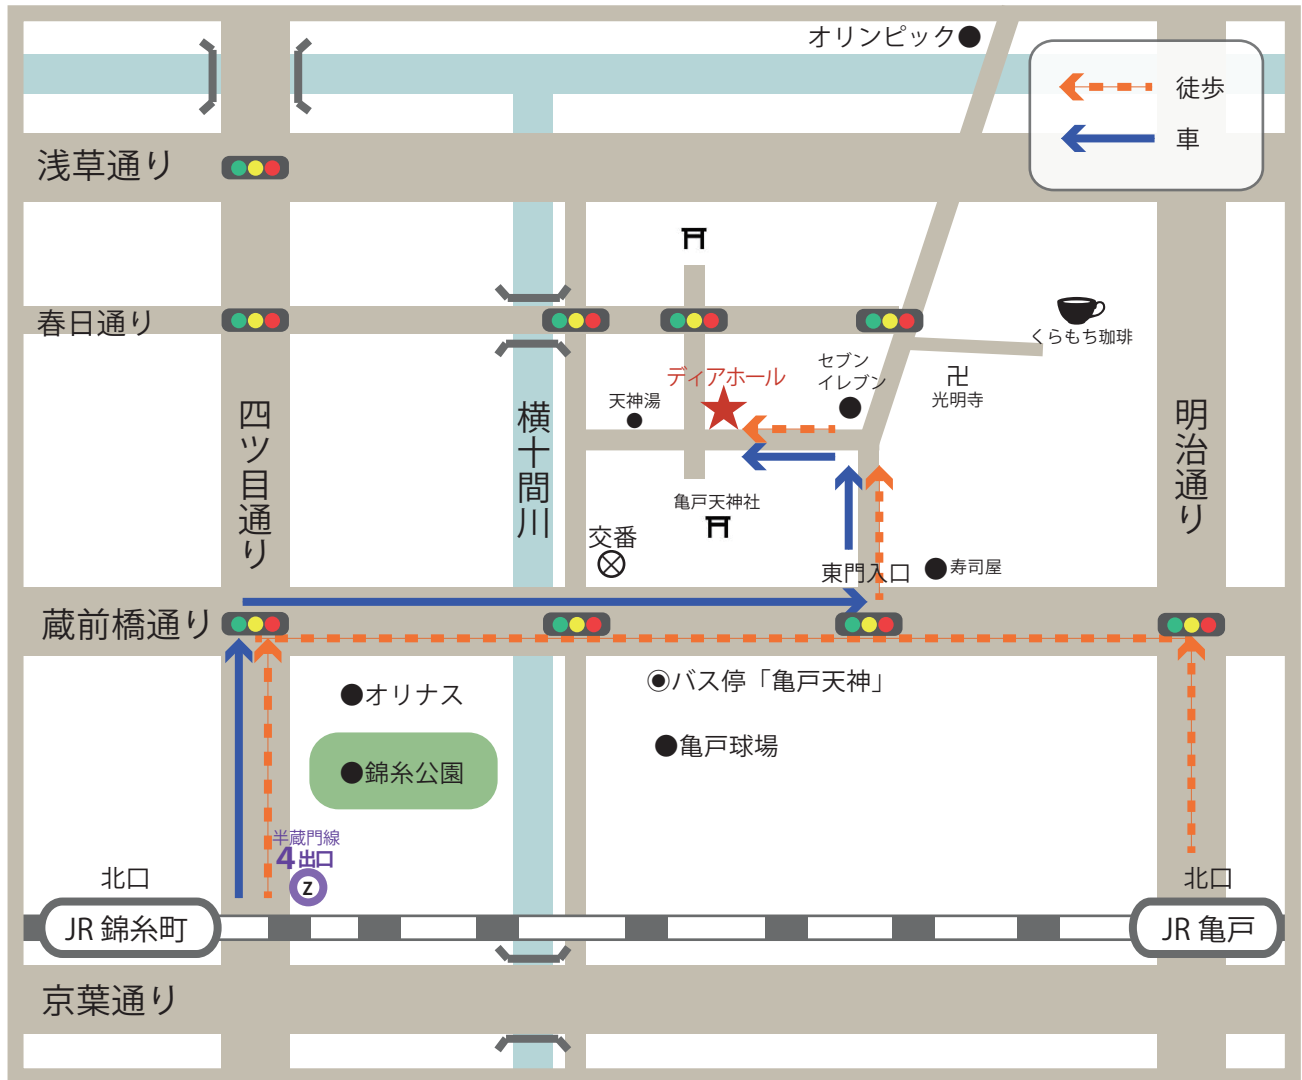 オリンピック
徒歩
車
浅草通り
春日通り
くらもち珈琲
セブン
イレブン
ディアホール
天神湯
卍
光明寺
四ツ目通り
横十間川
明治通り
亀戸天神社
交番
東門入口
寿司屋
蔵前橋通り
バス停「亀戸天神」
オリナス
亀戸球場
錦糸公園
半蔵門線
4出口
Z
北口
北口
JR 錦糸町
JR 亀戸
京葉通り